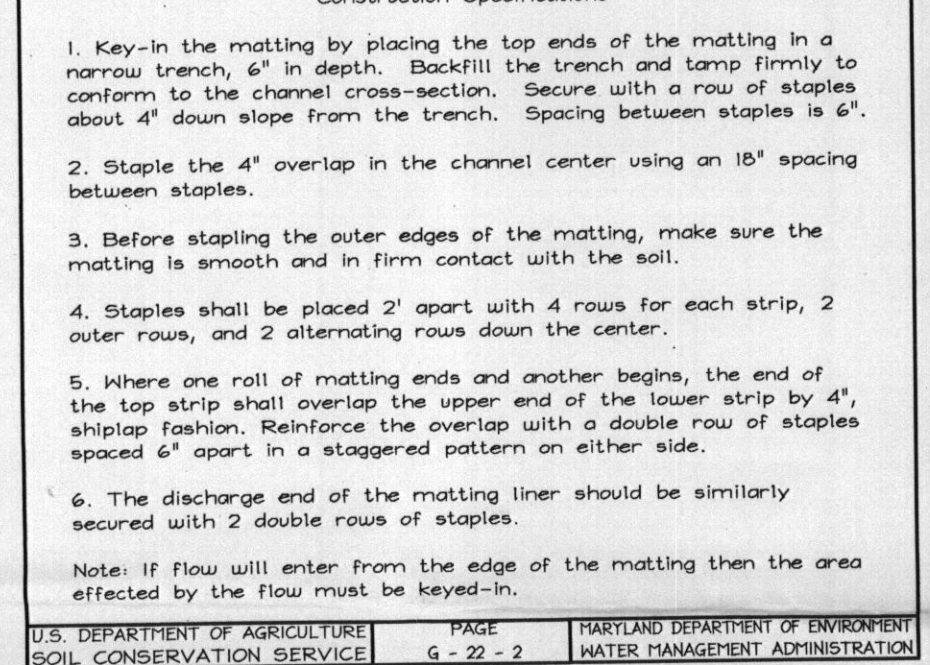 Construction Specifications
1. Key-in the matting by placing the top ends of the matting in a
narrow trench, 6" in depth. Backfill the trench and tamp firmly to
conform to the channel cross-section. Secure with a row of staples
about 4" down slope from the trench. Spacing between staples is 6".
2. Staple the 4" overlap in the channel center using an 18" spacing
between staples.
3. Before stapling the outer edges of the matting, make sure the
matting is smooth and in firm contact with the soil.
4. Staples shall be placed 2' apart with 4 rows for each strip, 2
outer rows, and 2 alternating rows down the center.
5. Where one roll of matting ends and another begins, the end of
the top strip shall overlap the upper end of the lower strip by 4",
shiplap fashion. Reinforce the overlap with a double row of staples
spaced 6" apart in a staggered pattern on either side.
6. The discharge end of the matting liner should be similarly
secured with 2 double rows of staples.
Note: If flow will enter from the edge of the matting then the area
effected by the flow must be keyed-in.
U.S. DEPARTMENT OF AGRICULTURE
SOIL CONSERVATION SERVICE
PAGE
G - 22 - 2
MARYLAND DEPARTMENT OF ENVIRONMENT
WATER MANAGEMENT ADMINISTRATION